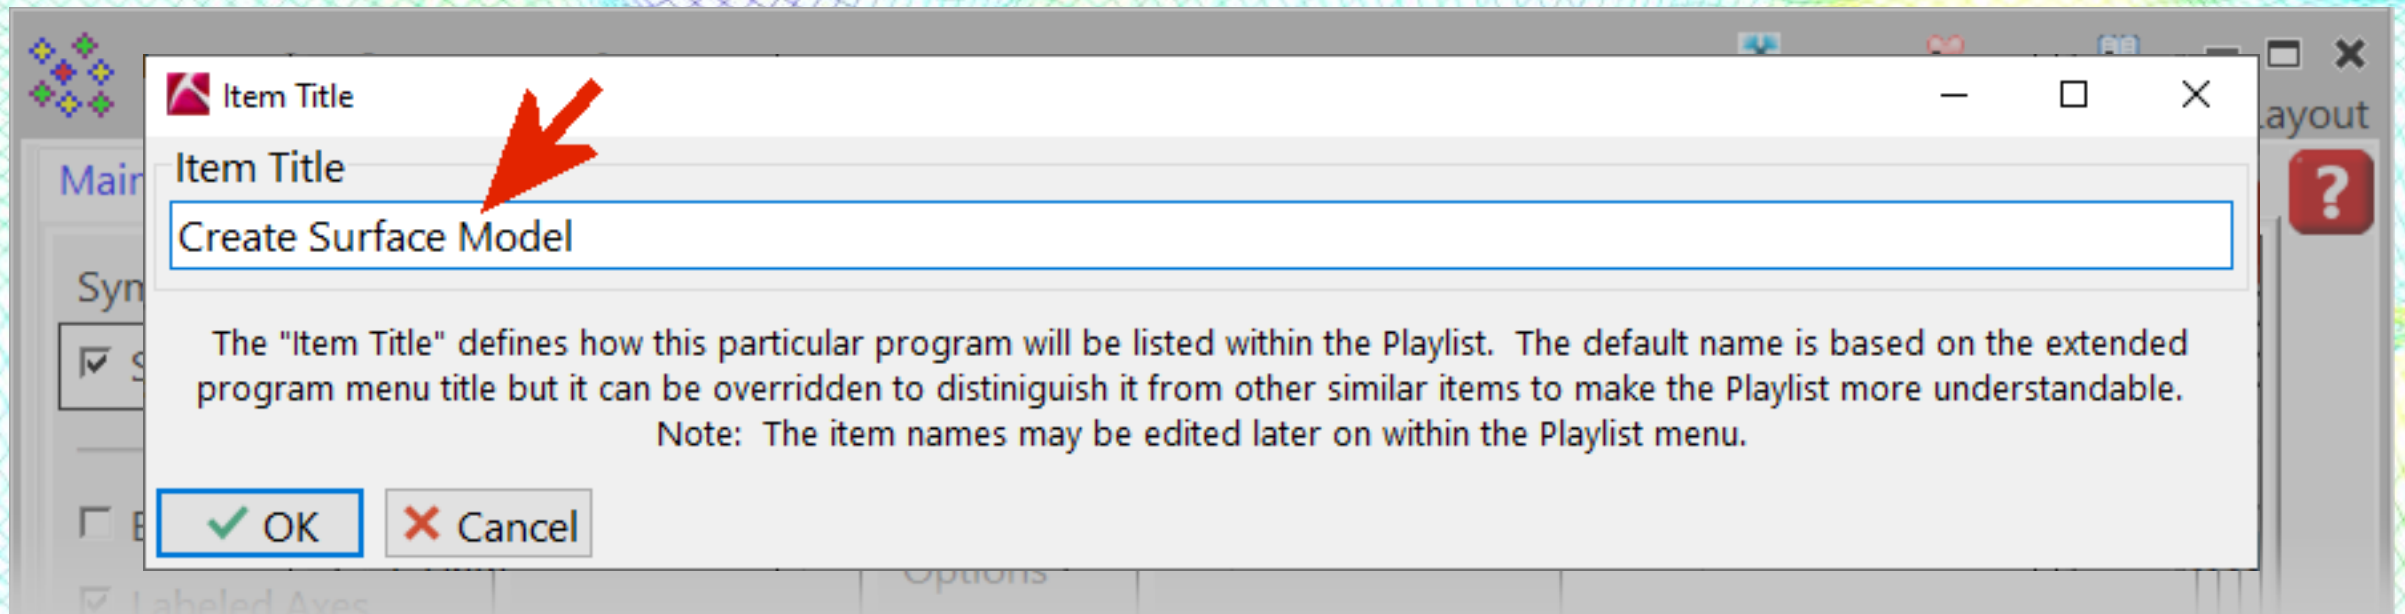 Item Title
ayout
Item Title
Create Surface Model
The "Item Title" defines how this particular program will be listed within the Playlist.  The default name is based on the extended
program menu title but it can be overridden to distiniguish it from other similar items to make the Playlist more understandable.
Note:  The item names may be edited later on within the Playlist menu.
OK
Cancel
Options
Labeled Axes